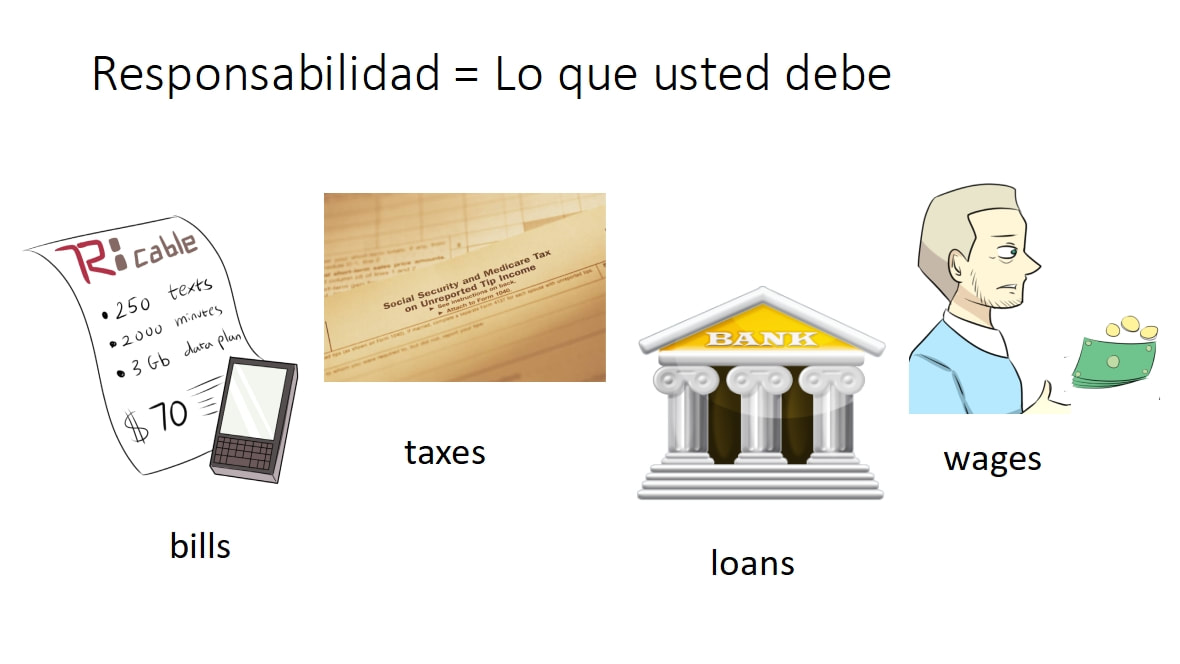 Responsabilidad = Lo que usted debe
cable
• 250 texts
• 2000 minutes
• 3 Gb data plan
$ 70
bills
Social Security and Medicare Tax
on Unreported Tip Income
► See instructions on back.
► Attach to Form 1040
taxes
BANK
loans
wages